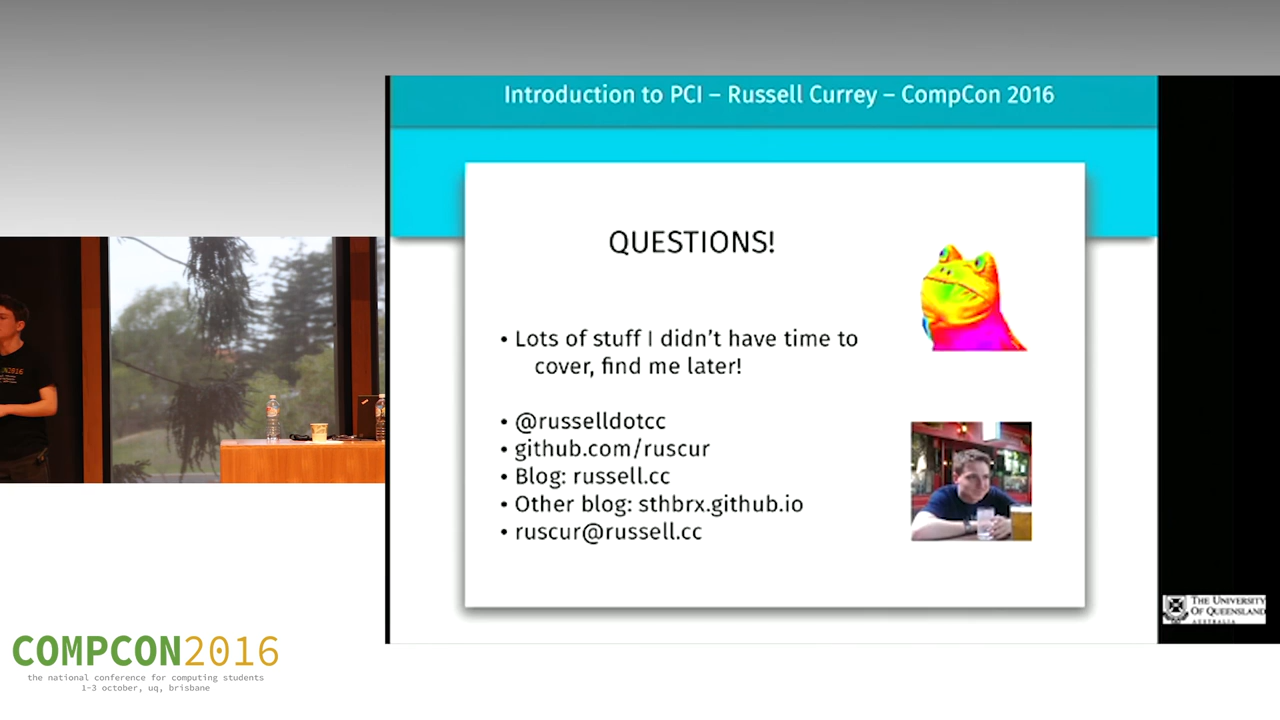 Introduction to PCI – Russell Currey – CompCon 2016
QUESTIONS!
• Lots of stuff I didn't have time to
cover, find me later!
• @russelldotcc
• github.com/ruscur
• Blog: russell.cc
• Other blog: sthbrx.github.io
• ruscur@russell.cc
THE UNIVERSITY
OF QUEENSLAND
AUSTRALIA
COMPCON2016
the national conference for computing students
1-3 october, uq, brisbane